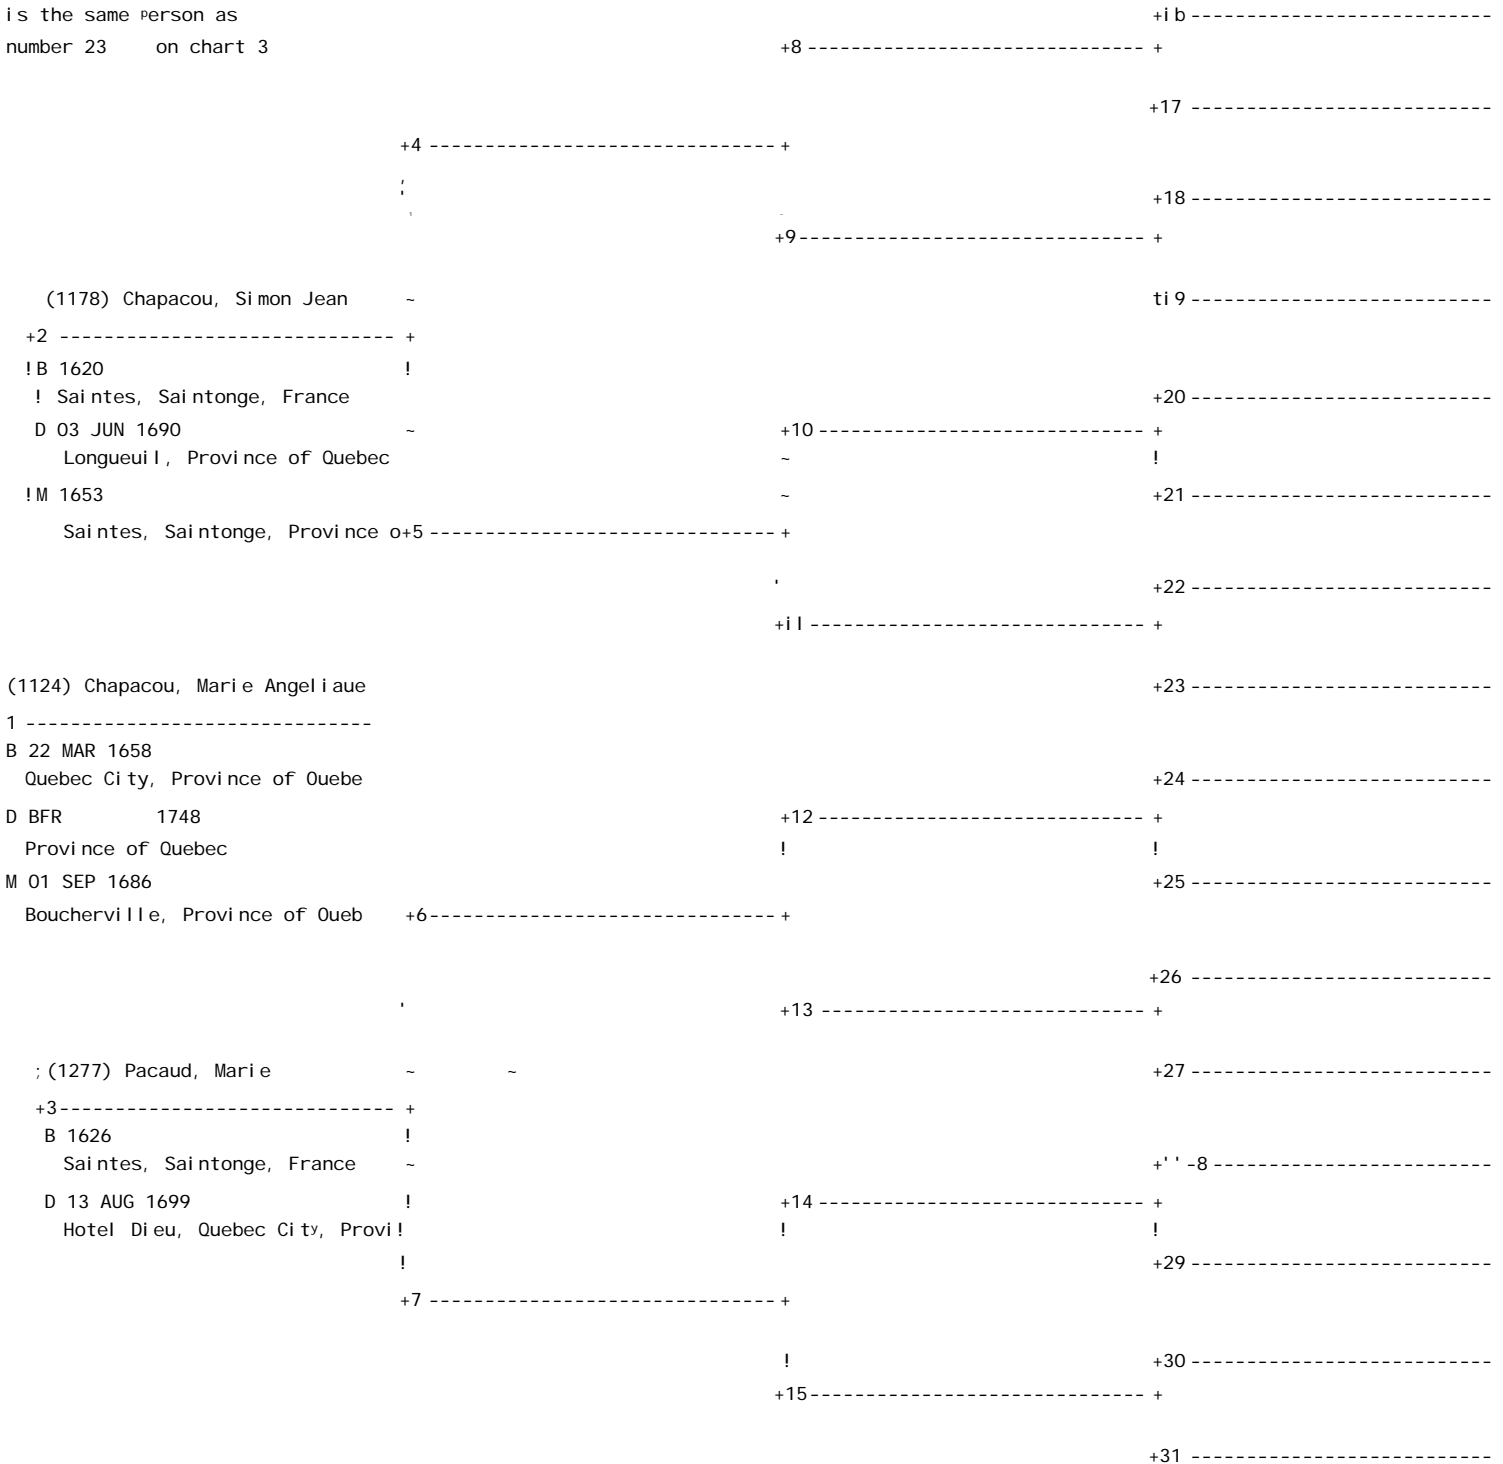 is the same person as
+ib ---------------------------
number 23 on chart 3
+8 ------------------------------ +
+17 ---------------------------
+4 ------------------------------- +
+18 ---------------------------
+9------------------------------- +
(1178) Chapacou, Simon Jean ~
ti9 ---------------------------
+2 ------------------------------ +
!B 1620 !
! Saintes, Saintonge, France
+20 ---------------------------
D 03 JUN 1690 ~
+10 ----------------------------- +
Longueuil, Province of Quebec ~ !
!M 1653 ~
+21 ---------------------------
Saintes, Saintonge, Province o+5 ------------------------------- +
' +22 ---------------------------
+il ------------------------------ +
(1124) Chapacou, Marie Angeliaue
+23 ---------------------------
1 -------------------------------
B 22 MAR 1658
Quebec City, Province of Ouebe
+24 ---------------------------
D BFR 1748
+12 ----------------------------- +
Province of Quebec ! !
M 01 SEP 1686
+25 ---------------------------
Boucherville, Province of Oueb +6------------------------------- +
+26 ---------------------------
' +13 ----------------------------- +
;(1277) Pacaud, Marie ~ ~
+27 ---------------------------
+3------------------------------ +
B 1626 !
Saintes, Saintonge, France ~
+''-8 -------------------------
D 13 AUG 1699 !
+14 ----------------------------- +
Hotel Dieu, Quebec City, Provi! ! !
! +29 ---------------------------
+7 ------------------------------- +
! +30 ---------------------------
+15------------------------------ +
+31 ---------------------------